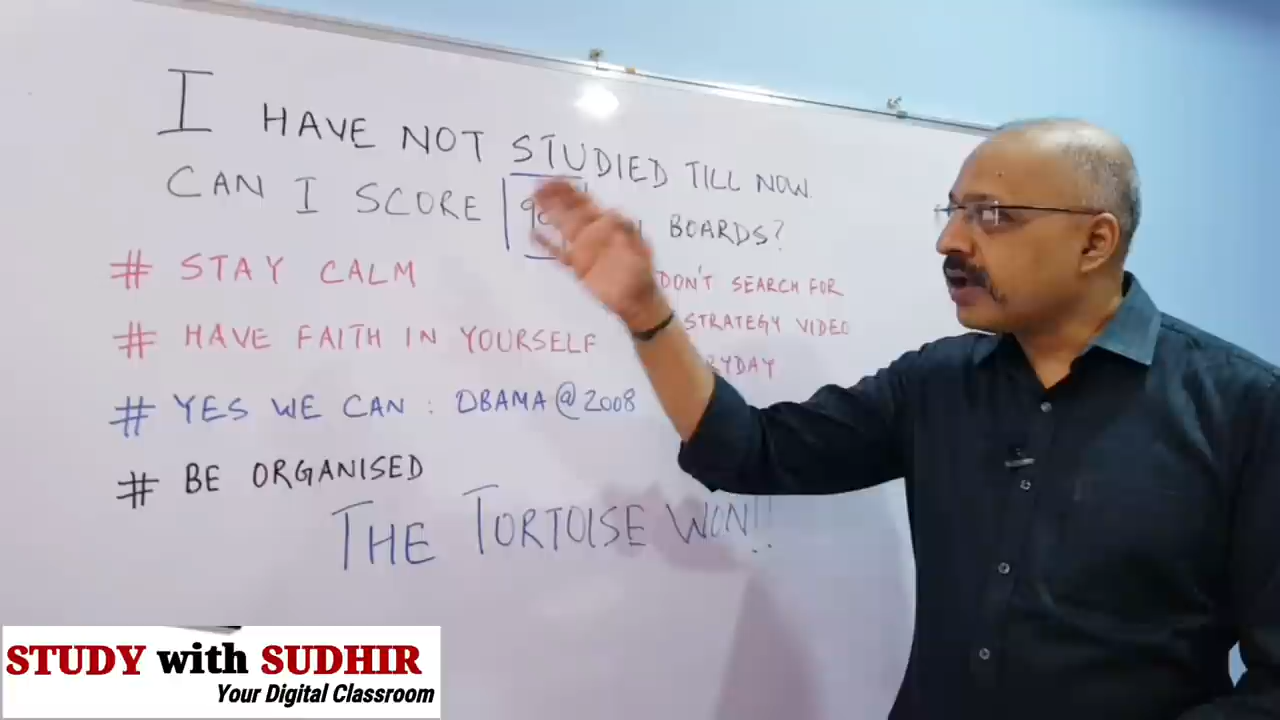 I HAVE NOT STUDIED TILL NOW.
CAN I SCORE BOARDS?
# STAY CALM
# HAVE FAITH IN YOURSELF
# YES WE CAN : OBAMA@2008
# BE ORGANISED
THE TORTOISE WON!!
DON'T SEARCH FOR
STRATEGY VIDEO
STUDY with SUDHIR
Your Digital Classroom